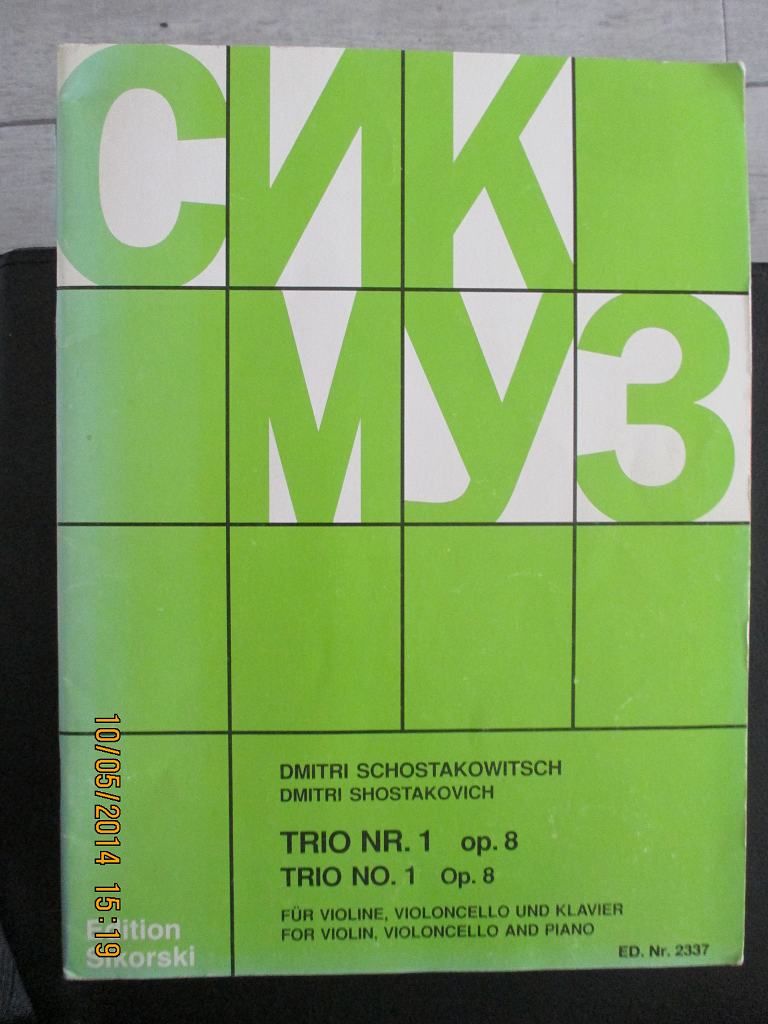 СИК
МУЗ
DMITRI SCHOSTAKOWITSCH
DMITRI SHOSTAKOVICH
TRIO NR. 1 op. 8
TRIO NO. 1 Op. 8
FÜR VIOLINE, VIOLONCELLO UND KLAVIER
FOR VIOLIN, VIOLONCELLO AND PIANO
ED. Nr. 2337
Edition
Sikorski
10/05/2014 15:19